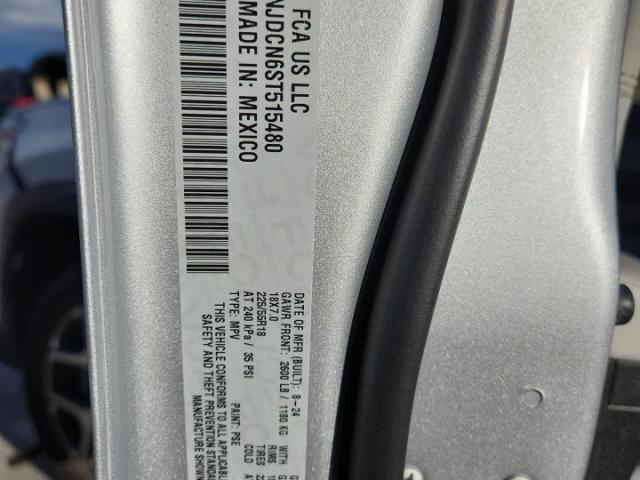 FCA US LLC
NJDCN6ST515480
MADE IN: MEXICO
DATE OF MFR (BUILT): 8-24
GAWR FRONT: 2600 LB / 1180 KG WITH
18X7.0 RIMS
225/55R18 TIRES
AT 240 kPa / 35 PSI COLD
TYPE: MPV PAINT: PSE
THIS VEHICLE CONFORMS TO ALL APPLICABL
SAFETY AND THEFT PREVENTION STAND
MANUFACTURE SHOWN